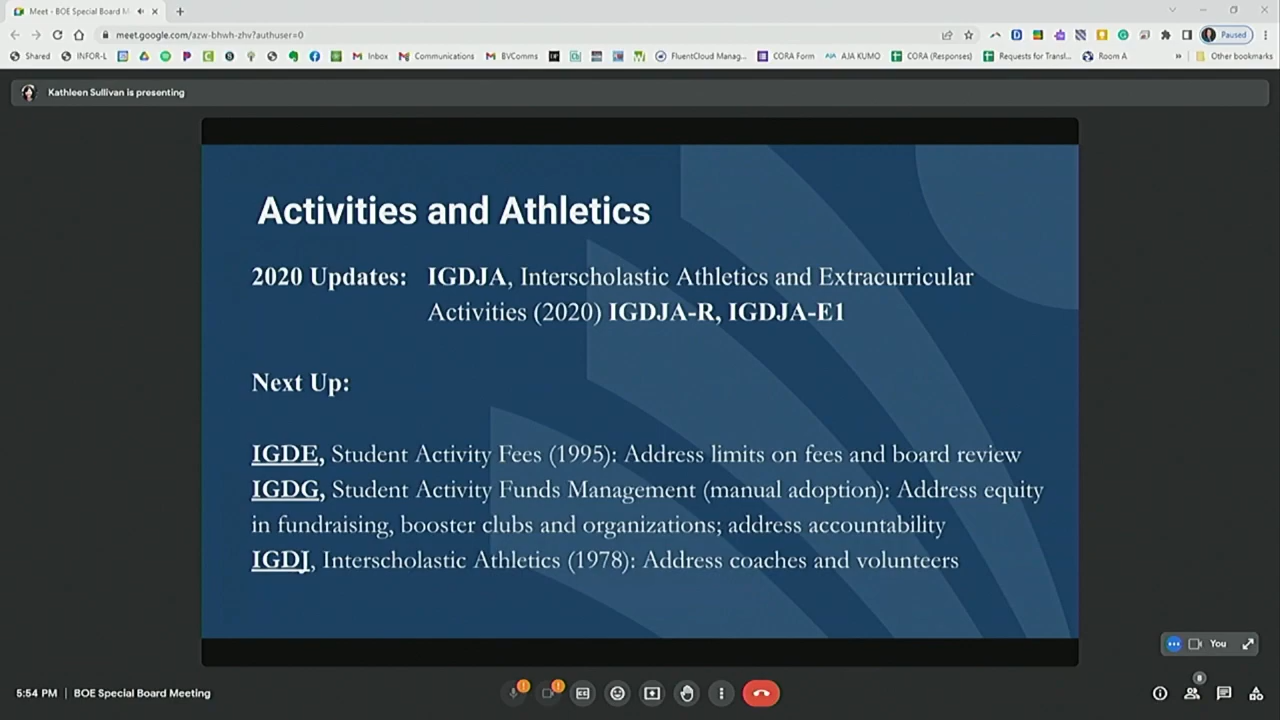 Meet - BOE Special Board M
meet.google.com/azw-bhwh-zhv?authuser=0
Paused
Shared
INFOR-L
Inbox
Communications
BVComms
FluentCloud Manag...
CORA Form
AJA KUMO
CORA (Responses)
Requests for Transl...
Room A
Other bookmarks
Kathleen Sullivan is presenting
Activities and Athletics
2020 Updates: IGDJA, Interscholastic Athletics and Extracurricular
Activities (2020) IGDJA-R, IGDJA-E1
Next Up:
IGDE, Student Activity Fees (1995): Address limits on fees and board review
IGDG, Student Activity Funds Management (manual adoption): Address equity
in fundraising, booster clubs and organizations; address accountability
IGDJ, Interscholastic Athletics (1978): Address coaches and volunteers
You
8
5:54 PM | BOE Special Board Meeting